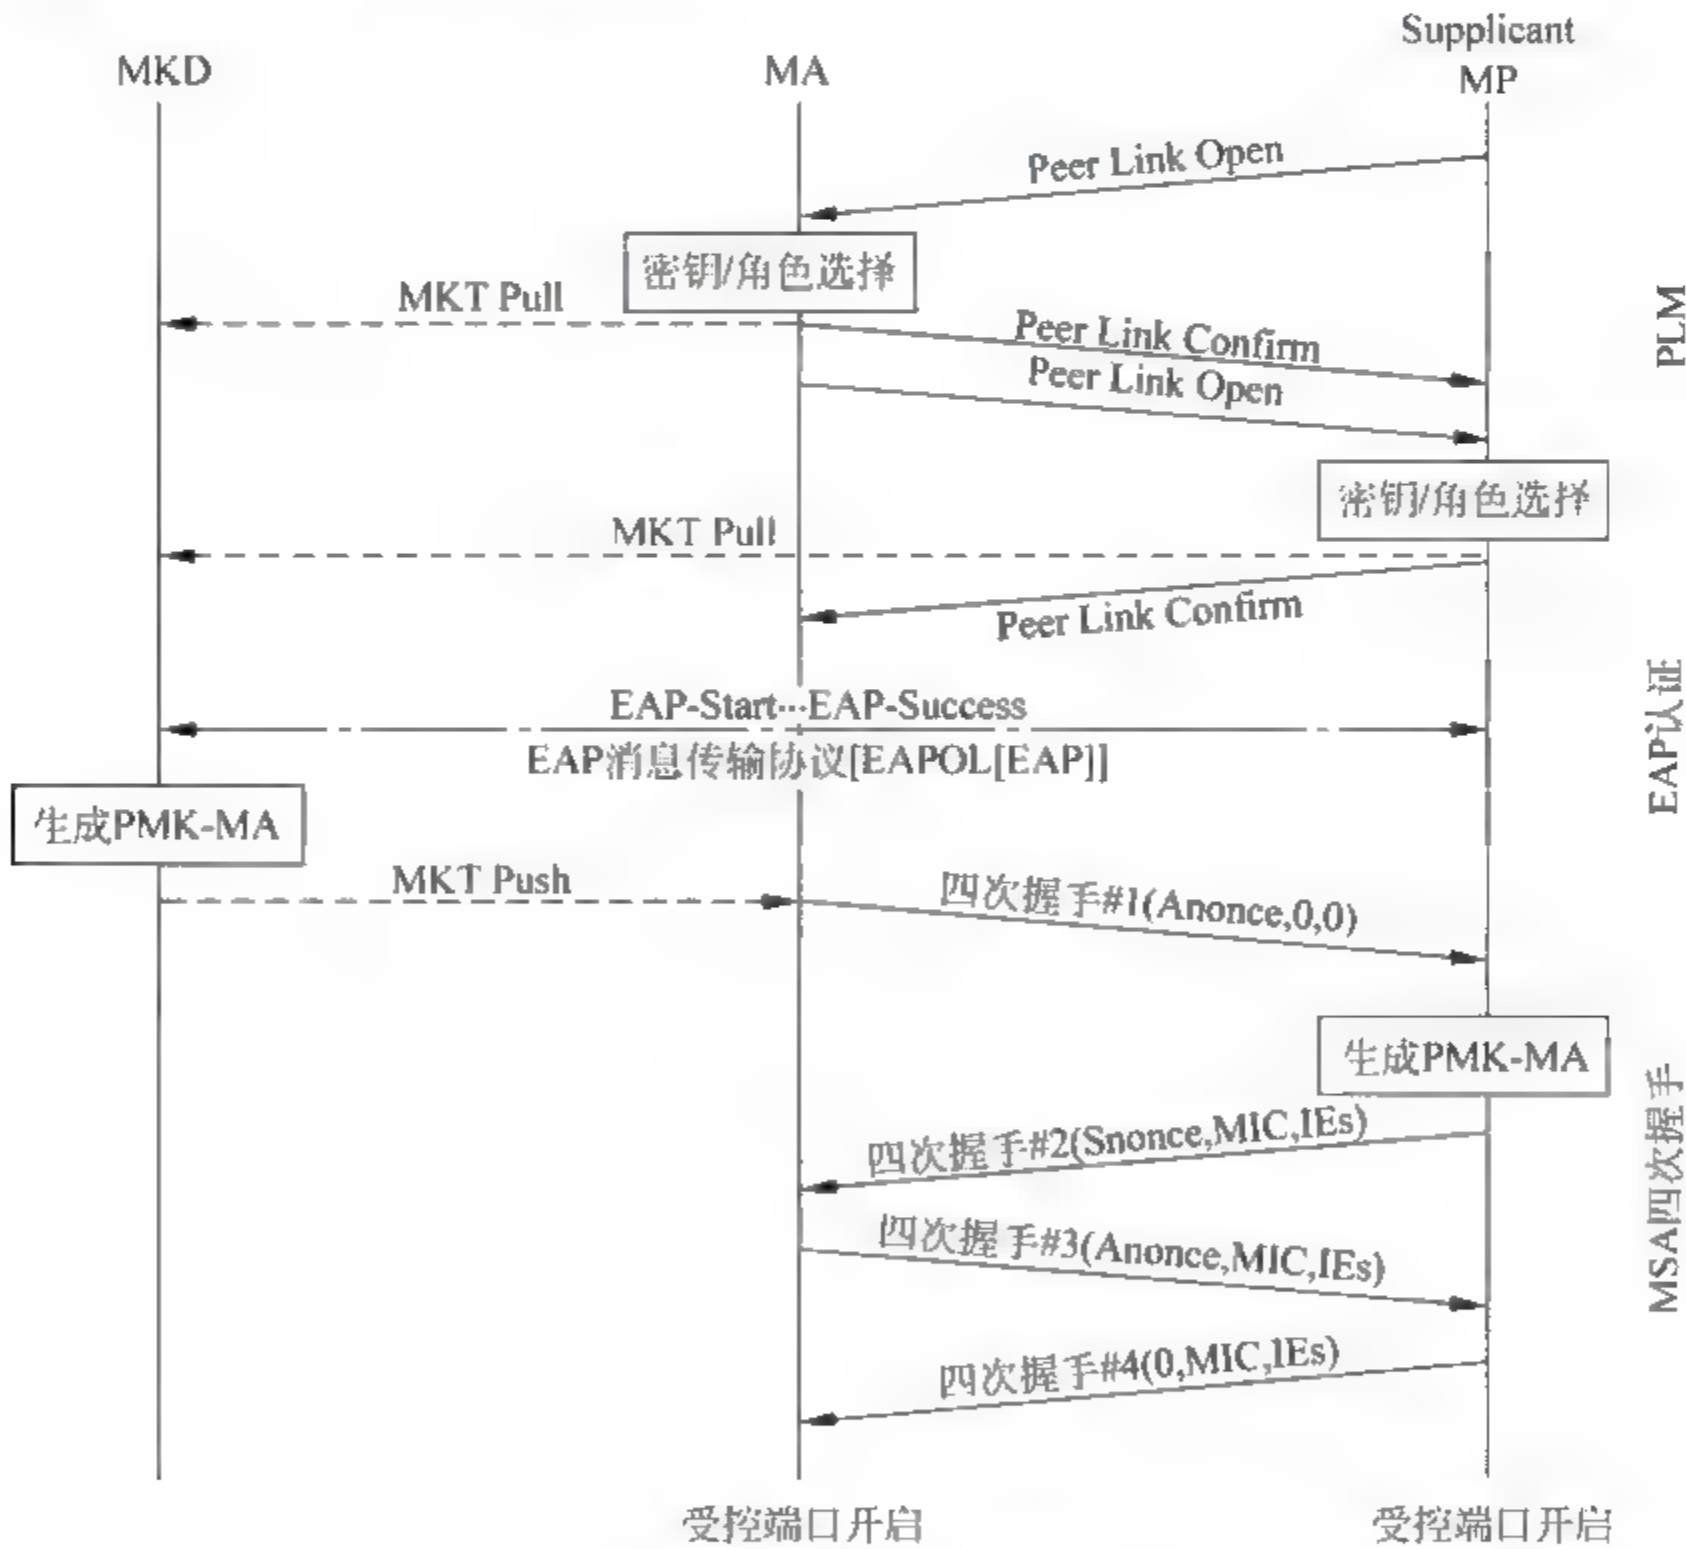 Supplicant
MKD
MA
MP
Peer Link Open
密钥/角色选择
MKT Pull
Peer Link Confirm
Peer Link Open
PLM
密钥/角色选择
MKT Pull
Peer Link Confirm
EAP-Start···EAP-Success
EAP消息传输协议[EAPOL[EAP]]
EAP认证
生成PMK-MA
MKT Push
四次握手#1(Anonce,0,0)
生成PMK-MA
四次握手#2(Snonce,MIC,IEs)
四次握手#3(Anonce,MIC,IEs)
四次握手#4(0,MIC,IEs)
MSA四次握手
受控端口开启
受控端口开启